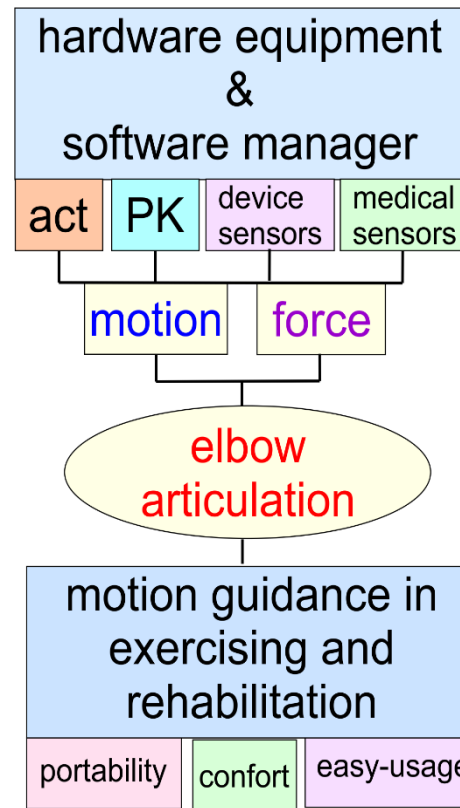 hardware equipment
&
software manager
act
PK
device
sensors
medical
sensors
motion
force
elbow
articulation
motion guidance in
exercising and
rehabilitation
portability
confort
easy-usage